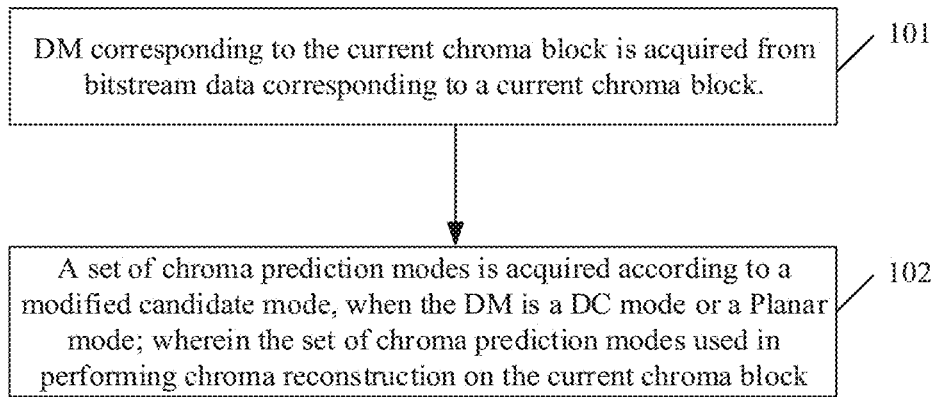 DM corresponding to the current chroma block is acquired from
bitstream data corresponding to a current chroma block.
101
A set of chroma prediction modes is acquired according to a
modified candidate mode, when the DM is a DC mode or a Planar
mode; wherein the set of chroma prediction modes used in
performing chroma reconstruction on the current chroma block
102